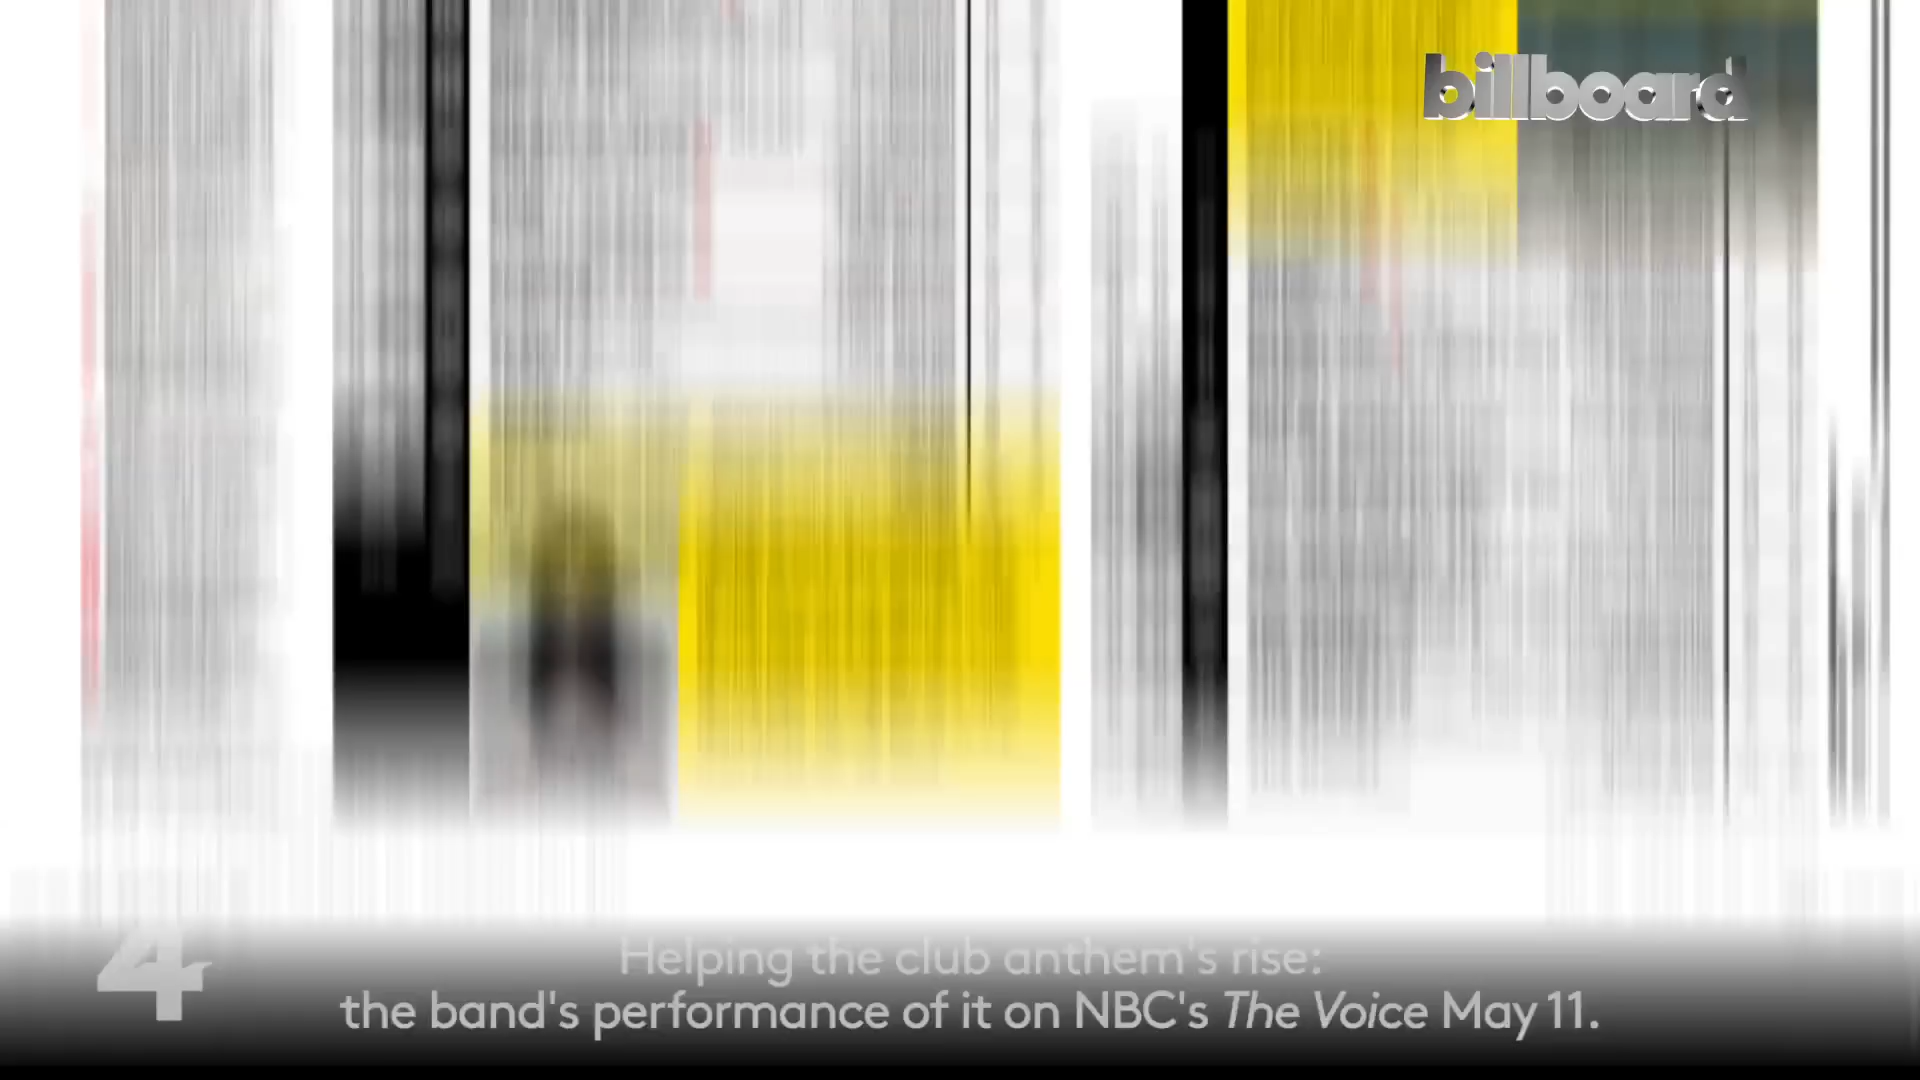 billboard
4
Helping the club anthem's rise:
the band's performance of it on NBC's The Voice May 11.